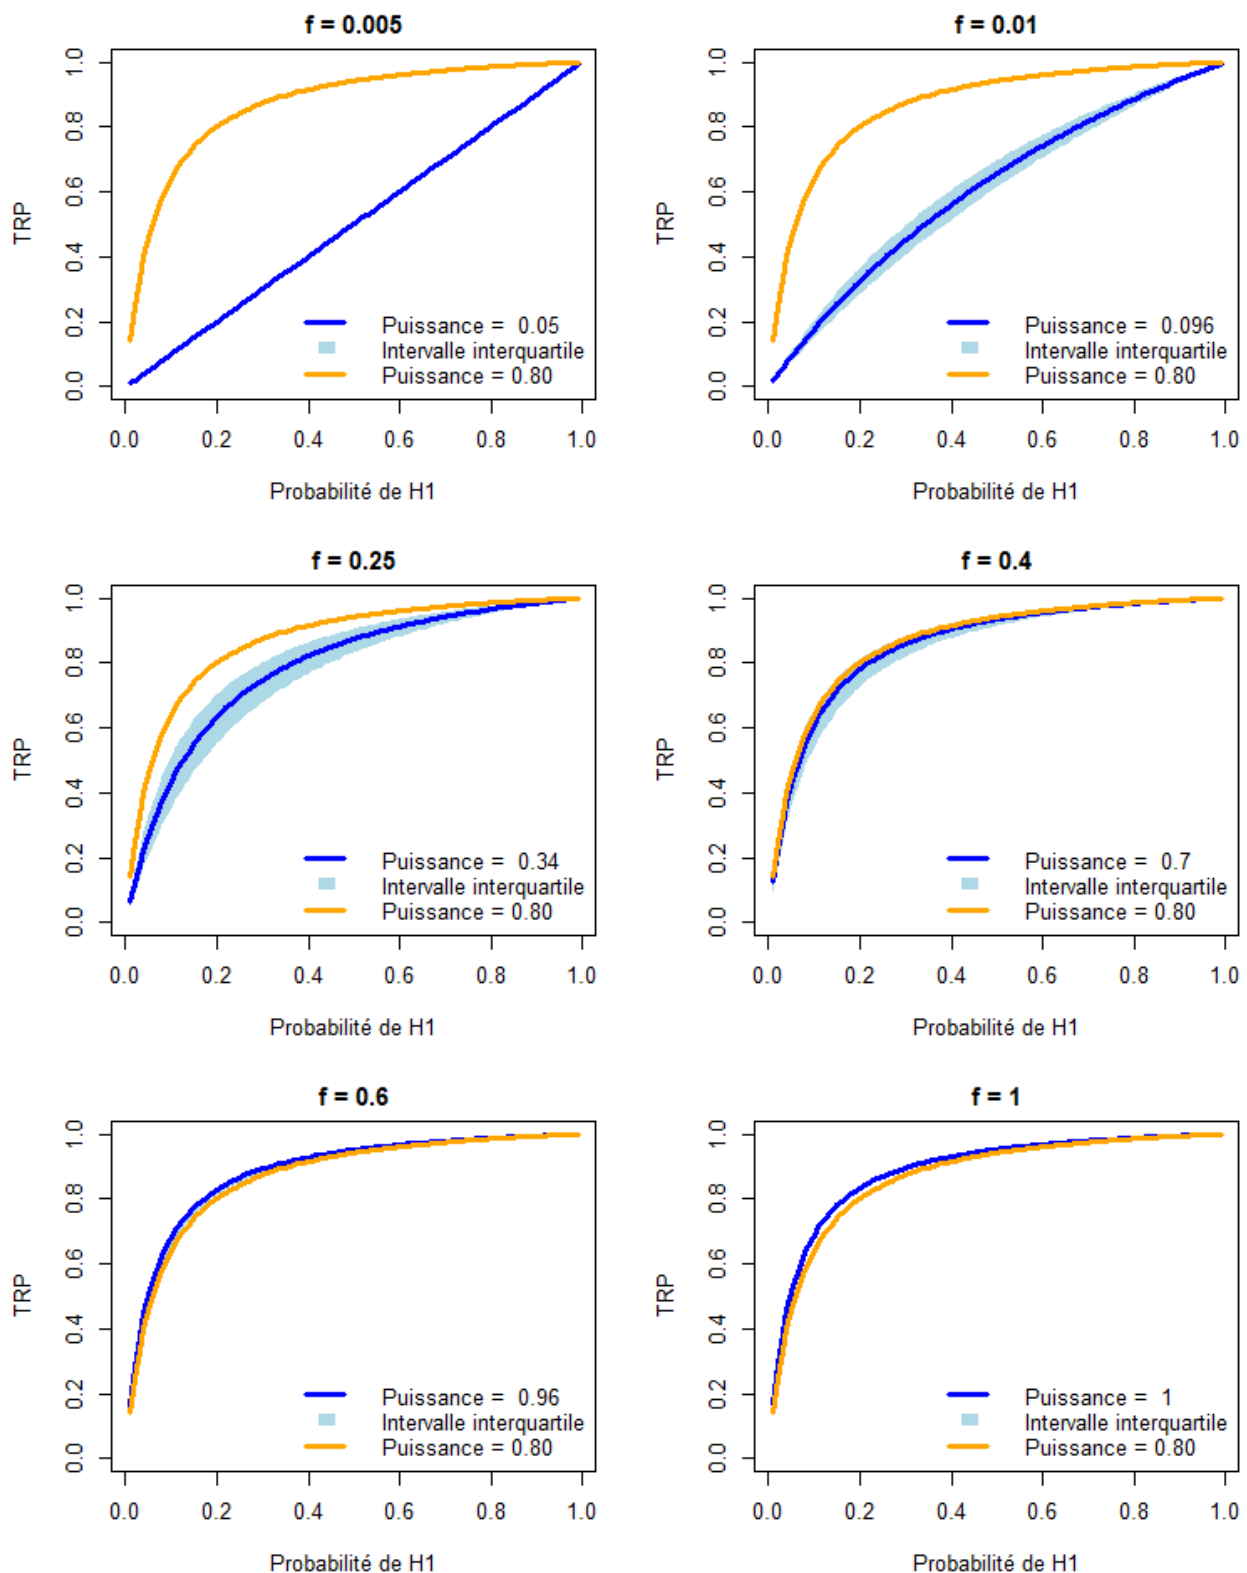 f = 0.005
TRP
1.0
0.8
0.6
0.4
0.2
0.0
Puissance = 0.05
Intervalle interquartile
Puissance = 0.80
0.0 0.2 0.4 0.6 0.8 1.0
Probabilité de H1
f = 0.01
TRP
1.0
0.8
0.6
0.4
0.2
0.0
Puissance = 0.096
Intervalle interquartile
Puissance = 0.80
0.0 0.2 0.4 0.6 0.8 1.0
Probabilité de H1
f = 0.25
TRP
1.0
0.8
0.6
0.4
0.2
0.0
Puissance = 0.34
Intervalle interquartile
Puissance = 0.80
0.0 0.2 0.4 0.6 0.8 1.0
Probabilité de H1
f = 0.4
TRP
1.0
0.8
0.6
0.4
0.2
0.0
Puissance = 0.7
Intervalle interquartile
Puissance = 0.80
0.0 0.2 0.4 0.6 0.8 1.0
Probabilité de H1
f = 0.6
TRP
1.0
0.8
0.6
0.4
0.2
0.0
Puissance = 0.96
Intervalle interquartile
Puissance = 0.80
0.0 0.2 0.4 0.6 0.8 1.0
Probabilité de H1
f = 1
TRP
1.0
0.8
0.6
0.4
0.2
0.0
Puissance = 1
Intervalle interquartile
Puissance = 0.80
0.0 0.2 0.4 0.6 0.8 1.0
Probabilité de H1